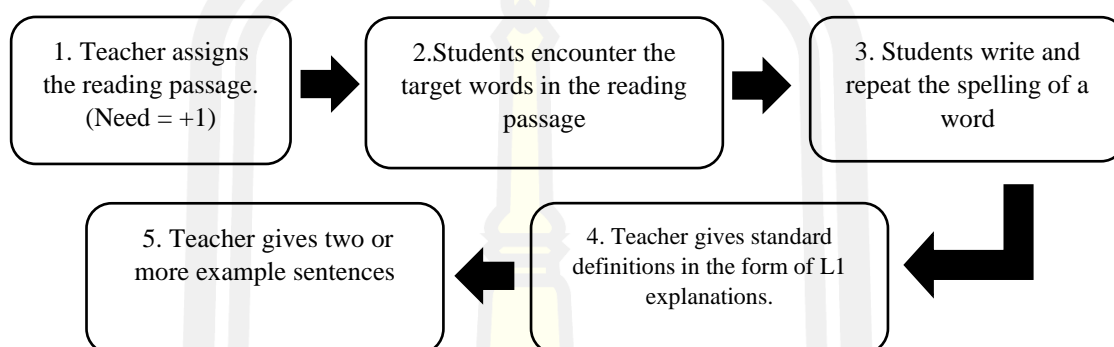 1. Teacher assigns
the reading passage.
(Need = +1)
2.Students encounter the
target words in the reading
passage
3. Students write and
repeat the spelling of a
word
4. Teacher gives standard
definitions in the form of L1
explanations.
5. Teacher gives two or
more example sentences